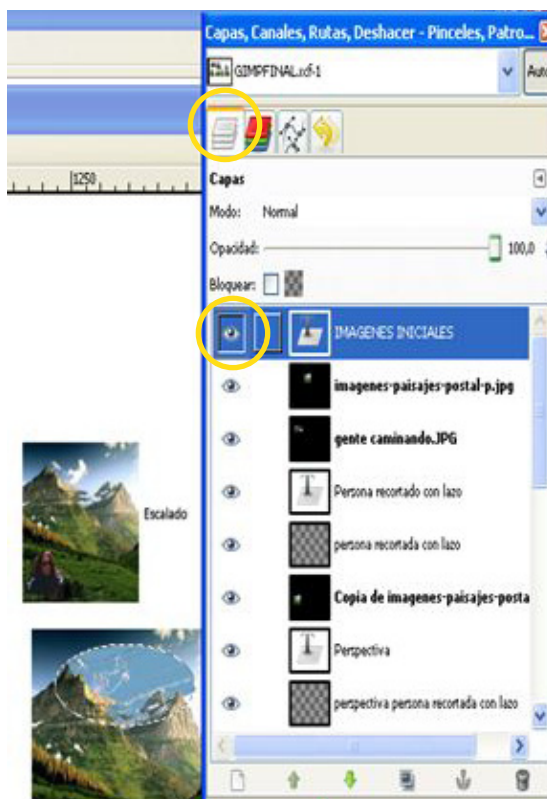 Capas, Canales, Rutas, Deshacer - Pinceles, Patro...
GIMPFINAL.xcf-1
Auto
1250
Capas
Modo: Normal
Opacidad: 100,0
Bloquear:
IMAGENES INICIALES
imagenes-paisajes-postal-p.jpg
gente caminando.JPG
Persona recortado con lazo
persona recortada con lazo
Copia de imagenes-paisajes-posta
Perspectiva
perspectiva persona recortada con lazo
Escalado